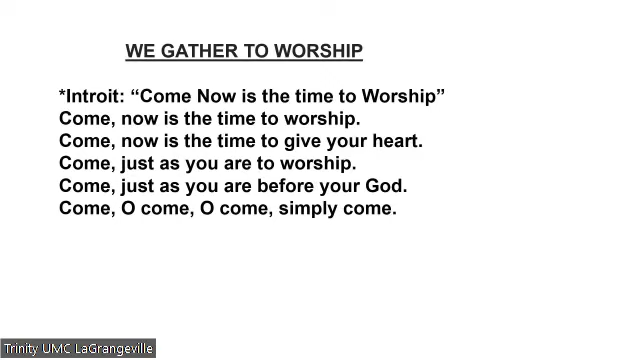 WE GATHER TO WORSHIP
*Introit: “Come Now is the time to Worship”
Come, now is the time to worship.
Come, now is the time to give your heart.
Come, just as you are to worship.
Come, just as you are before your God.
Come, O come, O come, simply come.
Trinity UMC LaGrangeville